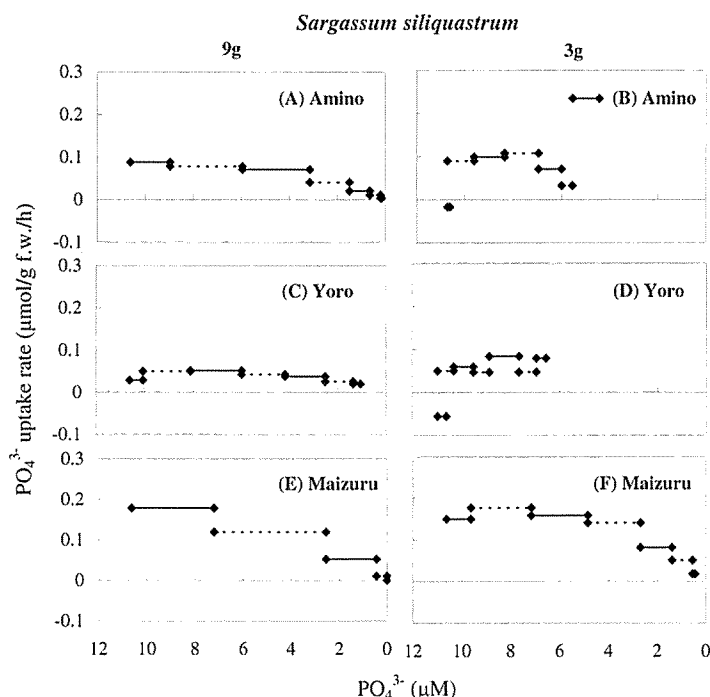 Sargassum siliquastrum
9g
3g
PO₄³⁻ uptake rate (μmol/g f.w./h)
0.3
0.2
0.1
0
-0.1
(A) Amino
(B) Amino
0.3
0.2
0.1
0
-0.1
(C) Yoro
(D) Yoro
0.3
0.2
0.1
0
-0.1
(E) Maizuru
(F) Maizuru
12 10 8 6 4 2 0
12 10 8 6 4 2 0
PO₄³⁻ (μM)